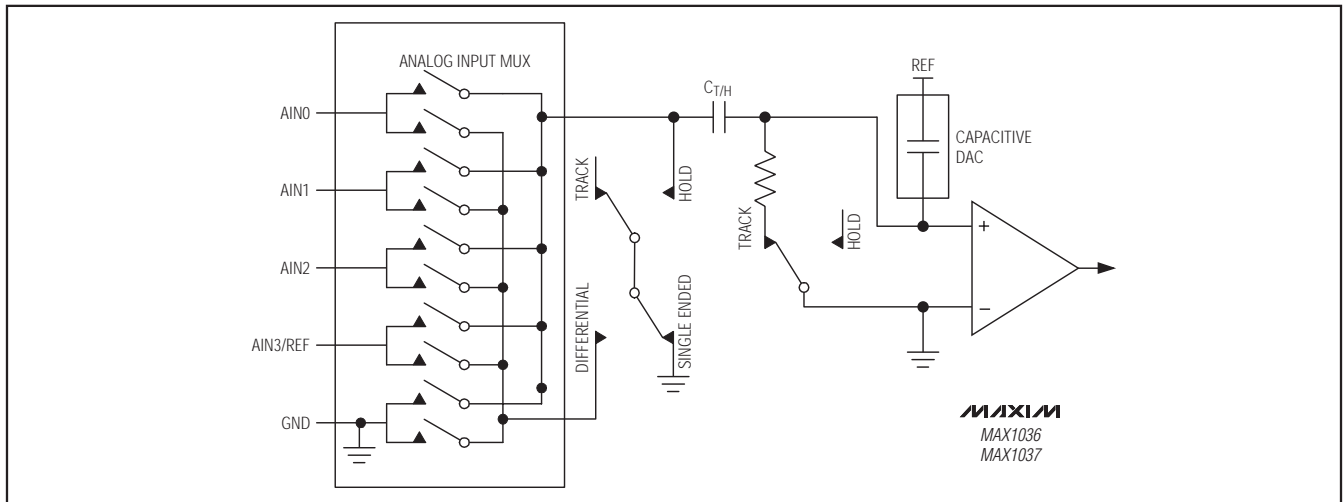 ANALOG INPUT MUX
AIN0
AIN1
AIN2
AIN3/REF
GND
TRACK
HOLD
DIFFERENTIAL
SINGLE ENDED
CT/H
TRACK
HOLD
REF
CAPACITIVE
DAC
+
−
MAXIM
MAX1036
MAX1037